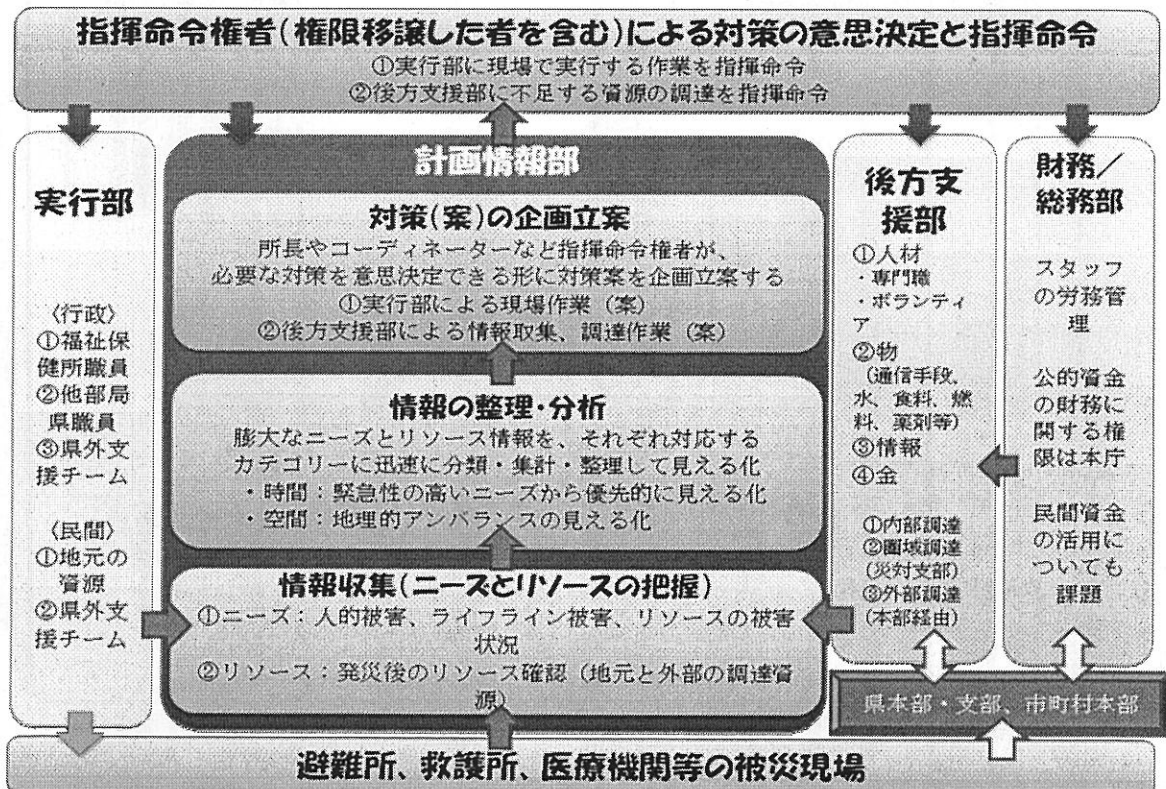 指揮命令権者(権限移譲した者を含む)による対策の意思決定と指揮命令
①実行部に現場で実行する作業を指揮命令
②後方支援部に不足する資源の調達を指揮命令
実行部
〈行政〉
①福祉保
健所職員
②他部局
県職員
③県外支
援チーム
〈民間〉
①地元の
資源
②県外支
援チーム
計画情報部
対策(案)の企画立案
所長やコーディネーターなど指揮命令権者が、
必要な対策を意思決定できる形に対策案を企画立案する
①実行部による現場作業（案）
②後方支援部による情報取集、調達作業（案）
情報の整理・分析
膨大なニーズとリソース情報を、それぞれ対応する
カテゴリーに迅速に分類・集計・整理して見える化
・時間：緊急性の高いニーズから優先的に見える化
・空間：地理的アンバランスの見える化
情報収集(ニーズとリソースの把握)
①ニーズ：人的被害、ライフライン被害、リソースの被害
状況
②リソース：発災後のリソース確認（地元と外部の調達資
源）
後方支
援部
①人材
・専門職
・ボランティ
ア
②物
（通信手段、
水、食料、燃
料、薬剤等）
③情報
④金
①内部調達
②圏域調達
(災対支部)
③外部調達
(本部経由)
財務／
総務部
スタッフ
の労務管
理
公的資金
の財務に
関する権
限は本庁
民間資金
の活用に
ついても
課題
県本部・支部、市町村本部
避難所、救護所、医療機関等の被災現場